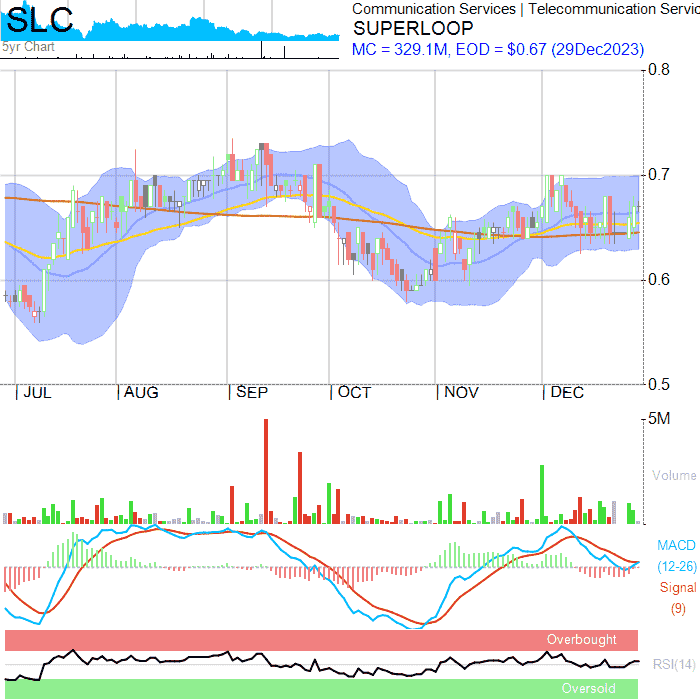 SLC
5yr Chart
Communication Services | Telecommunication Servic
SUPERLOOP
MC = 329.1M, EOD = $0.67 (29Dec2023)
0.8
0.7
0.6
0.5
| JUL | AUG | SEP | OCT | NOV | DEC
5M
Volume
MACD
(12-26)
Signal
(9)
Overbought
RSI(14)
Oversold